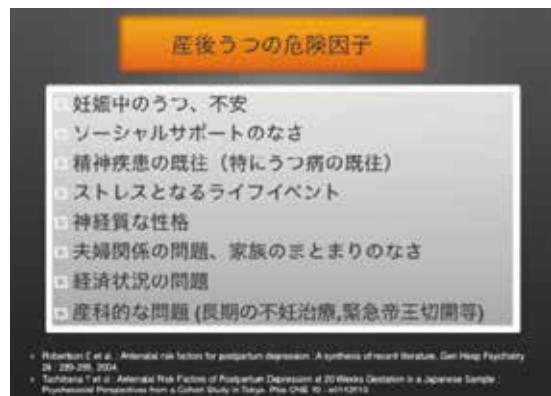 産後うつの危険因子
妊娠中のうつ、不安
ソーシャルサポートのなさ
精神疾患の既往（特にうつ病の既往）
ストレスとなるライフイベント
神経質な性格
夫婦関係の問題、家族のまとまりのなさ
経済状況の問題
産科的な問題 (長期の不妊治療,緊急帝王切開等)
Robertson E et al : Antenatal risk factors for postpartum depression : A synthesis of recent literature. Gen Hosp Psychiatry
26 : 289-295, 2004.
et al : Antenatal Risk Factors of Postpartum Depression at 20 Weeks Gestation in a Japanese Sample :
Psychosocial Perspectives from a Cohort Study in Tokyo. Plos ONE 10 :